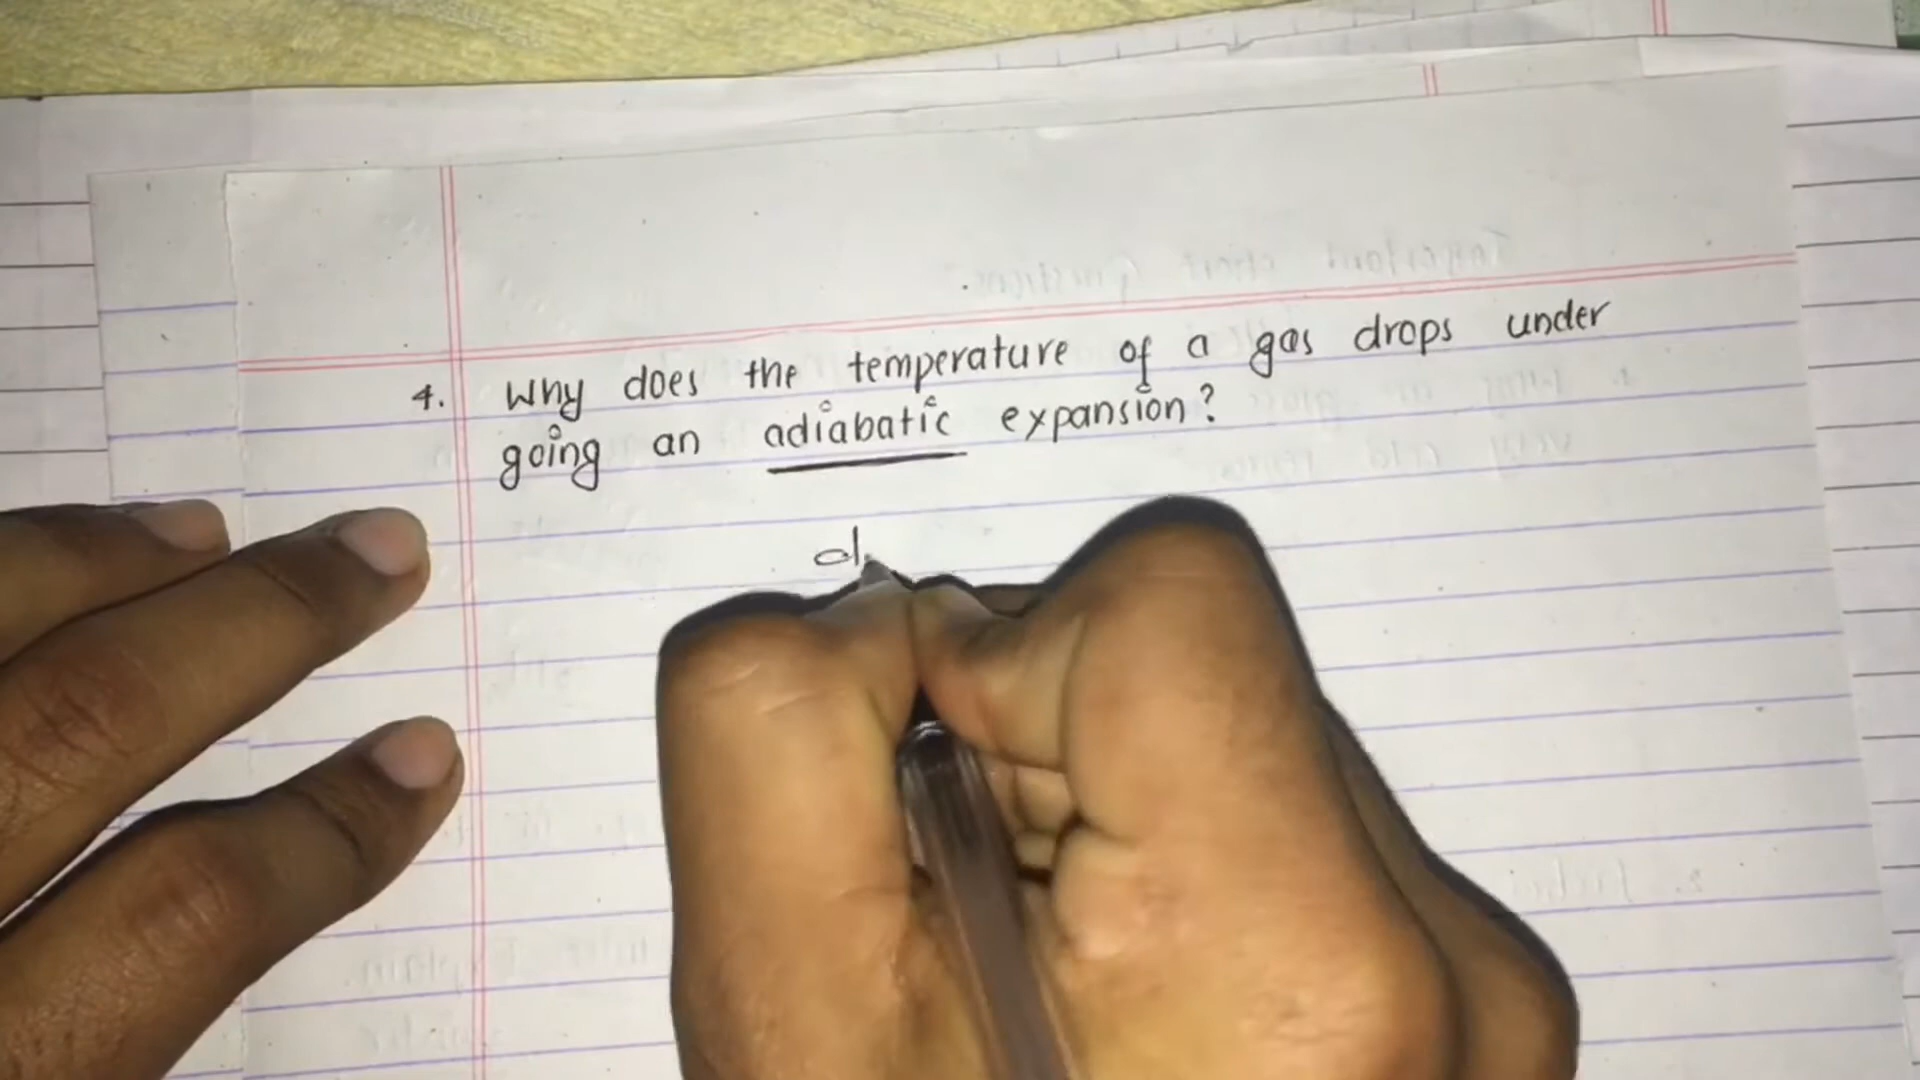 4. Why does the temperature of a gas drops under
going an adiabatic expansion?
d